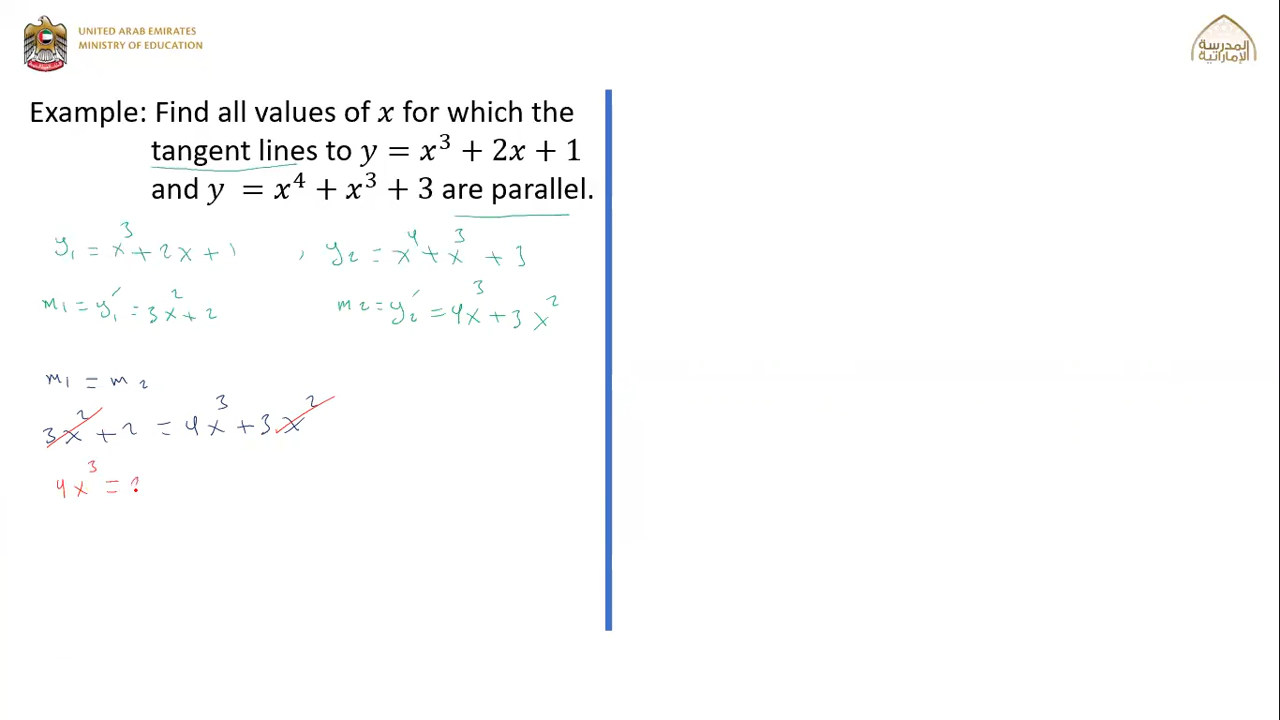 UNITED ARAB EMIRATES
MINISTRY OF EDUCATION
المدرسة
الإماراتية
Example: Find all values of x for which the
tangent lines to y = x³ + 2x + 1
and y = x⁴ + x³ + 3 are parallel.
y₁ = x³ + 2x + 1 , y₂ = x⁴ + x³ + 3
m₁ = y₁′ = 3x² + 2 m₂ = y₂′ = 4x³ + 3x²
m₁ = m₂
3x² + 2 = 4x³ + 3x²
4x³ =